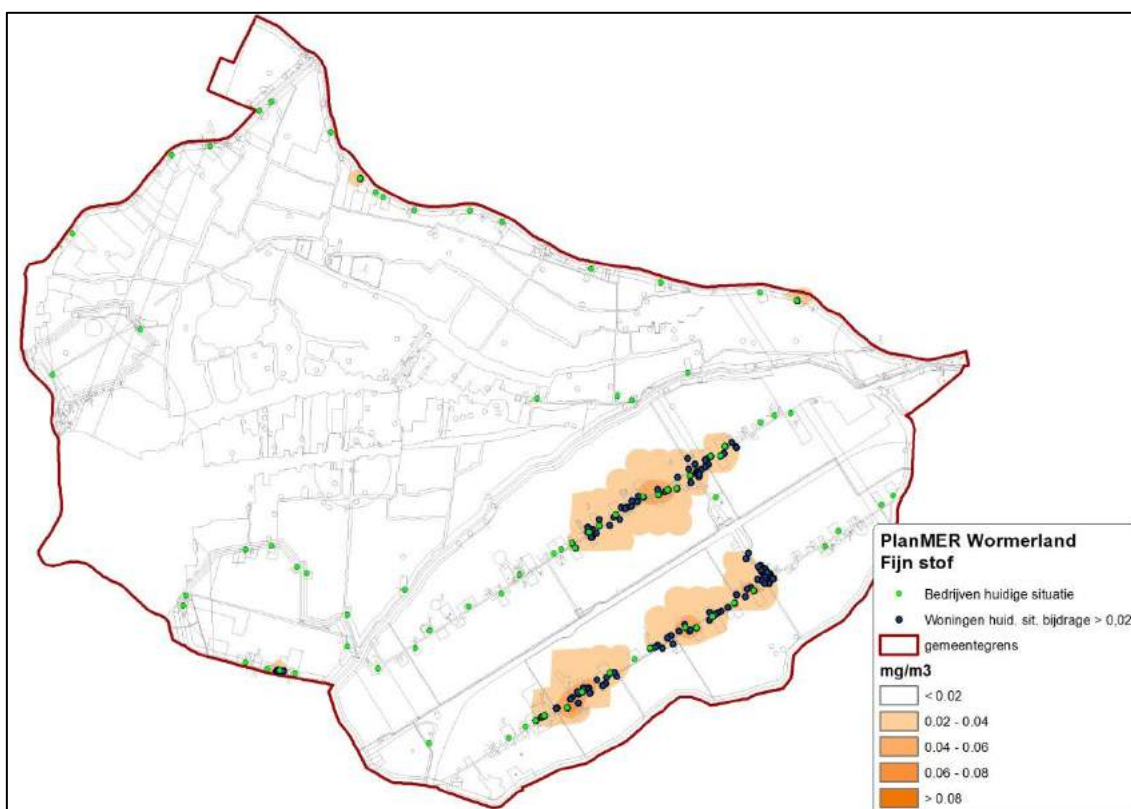 PlanMER Wormerland
Fijn stof
Bedrijven huidige situatie
Woningen huid. sit. bijdrage > 0,02
gemeentegrens
mg/m3
< 0.02
0.02 - 0.04
0.04 - 0.06
0.06 - 0.08
> 0.08